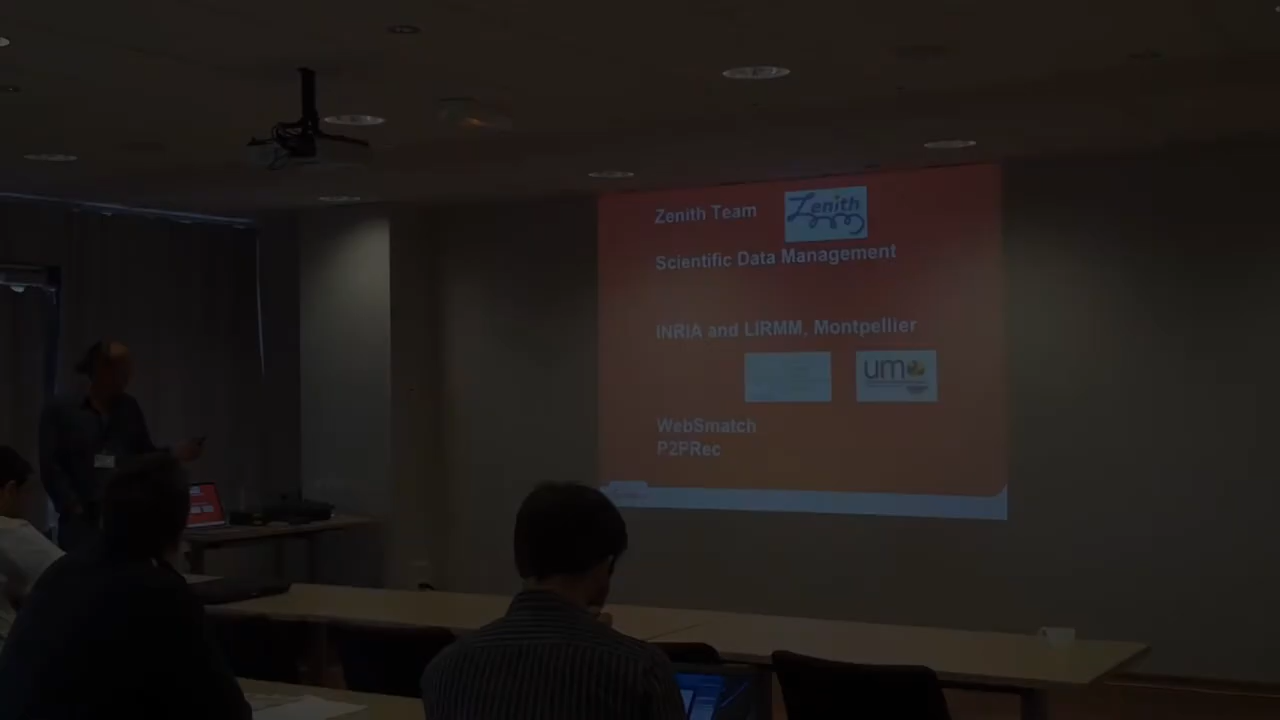 Zenith Team
Zenith
Scientific Data Management
INRIA and LIRMM, Montpellier
um
WebSmatch
P2PRec